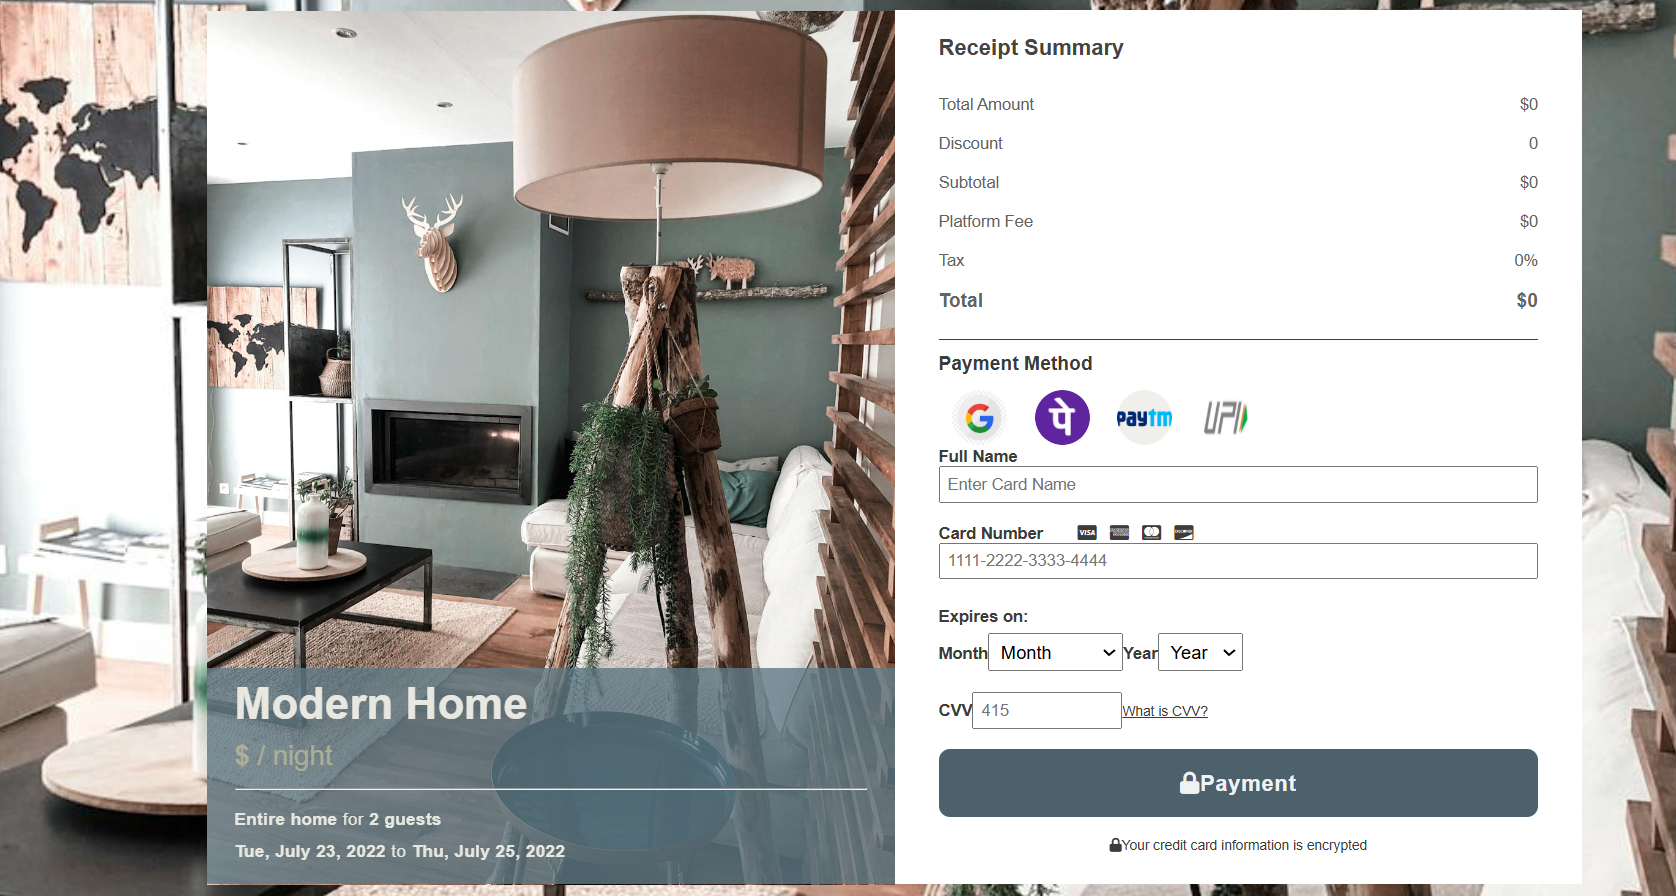 Receipt Summary
Total Amount $0
Discount 0
Subtotal $0
Platform Fee $0
Tax 0%
Total $0
Payment Method
G पे paytm UPI
Full Name
Enter Card Name
Card Number VISA
1111-2222-3333-4444
Expires on:
Month Month Year Year
CVV 415 What is CVV?
Payment
Your credit card information is encrypted
Modern Home
$ / night
Entire home for 2 guests
Tue, July 23, 2022 to Thu, July 25, 2022